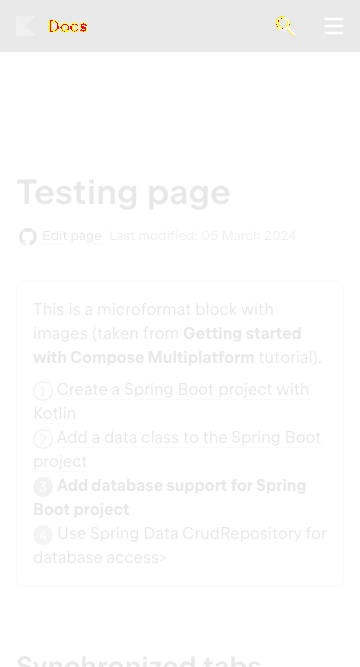 Docs
Testing page
Edit page Last modified: 05 March 2024
This is a microformat block with
images (taken from Getting started
with Compose Multiplatform tutorial).
1 Create a Spring Boot project with
Kotlin
2 Add a data class to the Spring Boot
project
3 Add database support for Spring
Boot project
4 Use Spring Data CrudRepository for
database access>
Synchronized tabs